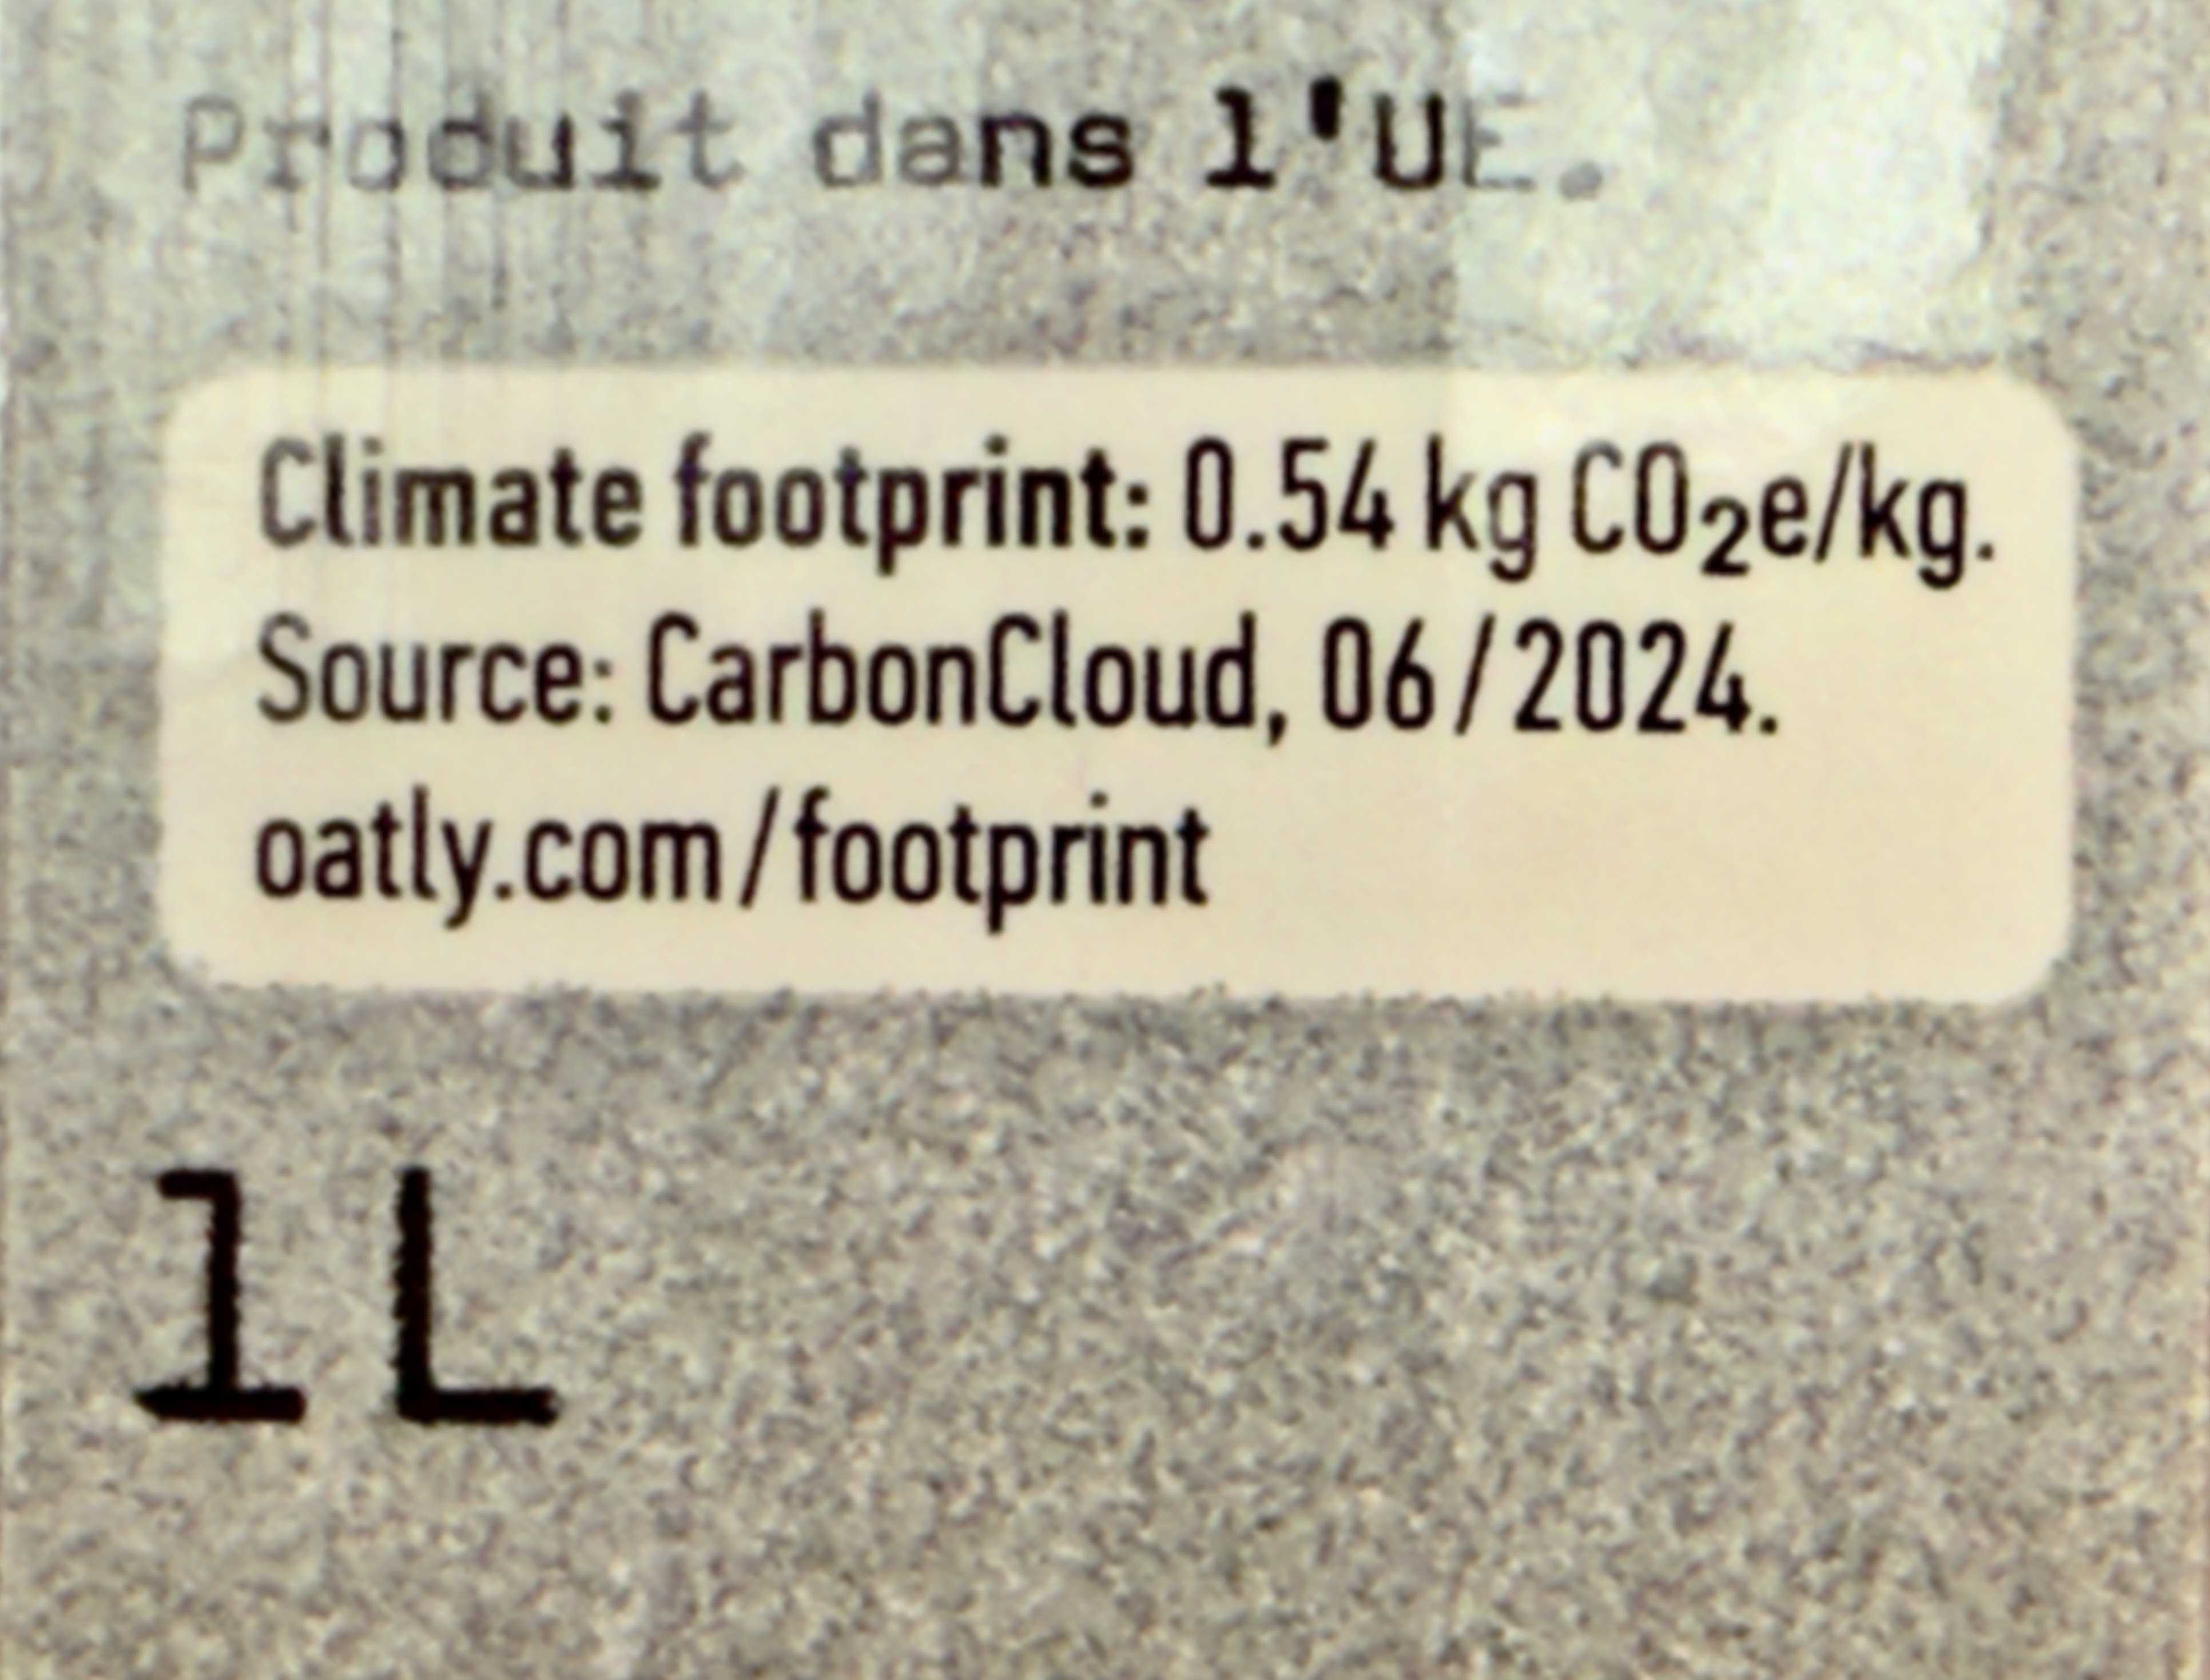 Produit dans l'UE.
Climate footprint: 0.54 kg CO₂e/kg.
Source: CarbonCloud, 06/2024.
oatly.com/footprint
1L